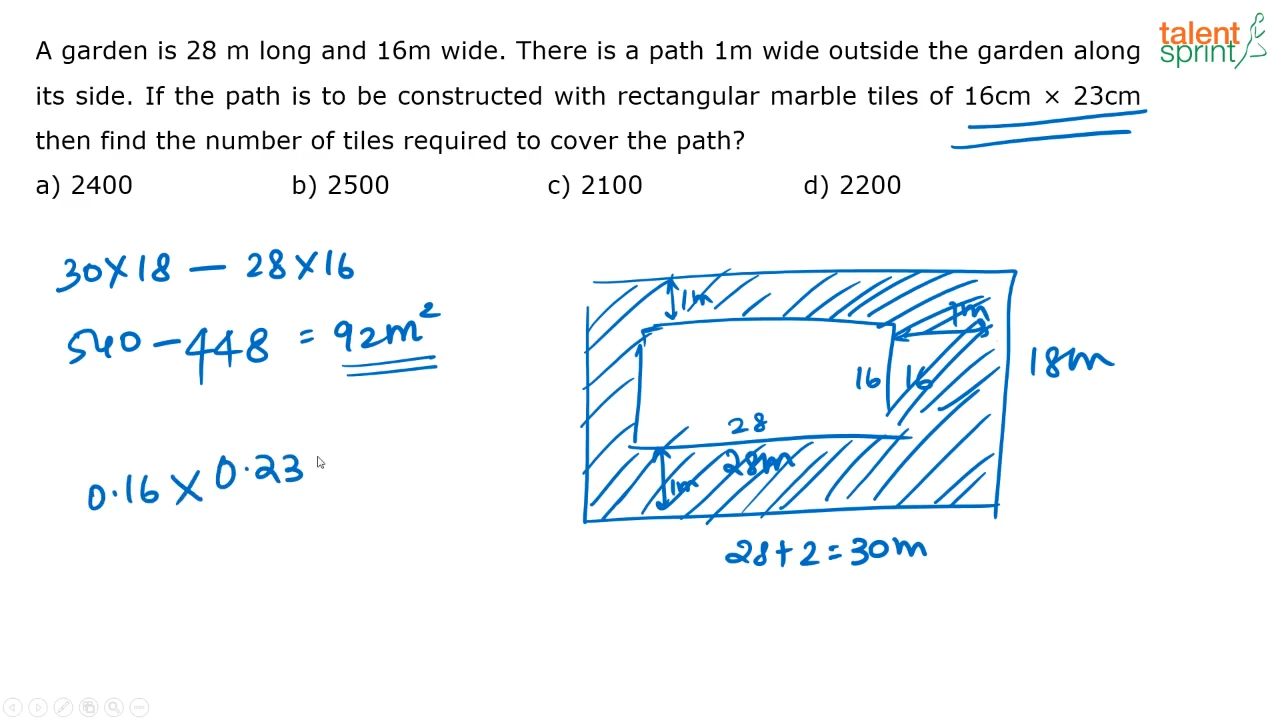 talent
sprint
A garden is 28 m long and 16m wide. There is a path 1m wide outside the garden along
its side. If the path is to be constructed with rectangular marble tiles of 16cm × 23cm
then find the number of tiles required to cover the path?
a) 2400 b) 2500 c) 2100 d) 2200
30×18 — 28×16
540 − 448 = 92m²
0.16 × 0.23
1m
1m
16 16
18m
28
28m
1m
28+2=30m